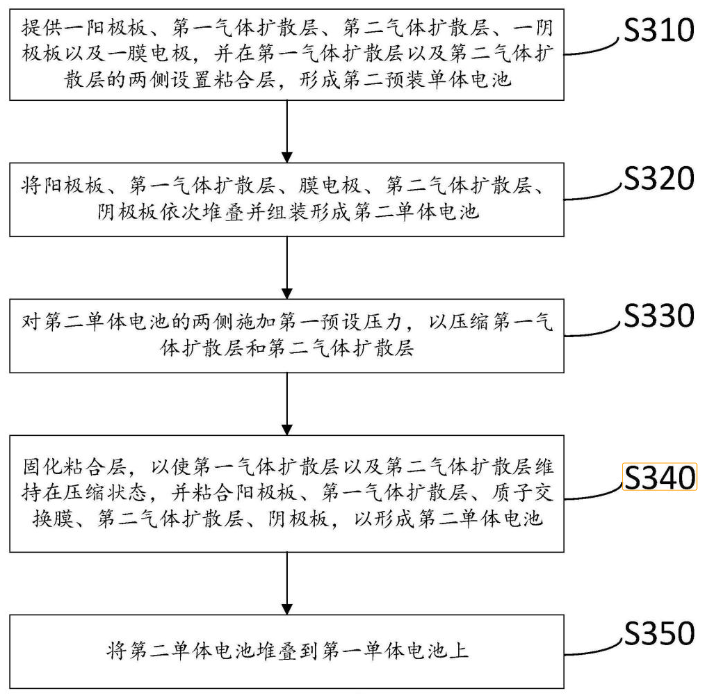 提供一阳极板、第一气体扩散层、第二气体扩散层、一阴
极板以及一膜电极，并在第一气体扩散层以及第二气体扩
散层的两侧设置粘合层，形成第二预装单体电池
S310
将阳极板、第一气体扩散层、膜电极、第二气体扩散层、
阴极板依次堆叠并组装形成第二单体电池
S320
对第二单体电池的两侧施加第一预设压力，以压缩第一气
体扩散层和第二气体扩散层
S330
固化粘合层，以使第一气体扩散层以及第二气体扩散层维
持在压缩状态，并粘合阳极板、第一气体扩散层、质子交
换膜、第二气体扩散层、阴极板，以形成第二单体电池
S340
将第二单体电池堆叠到第一单体电池上
S350